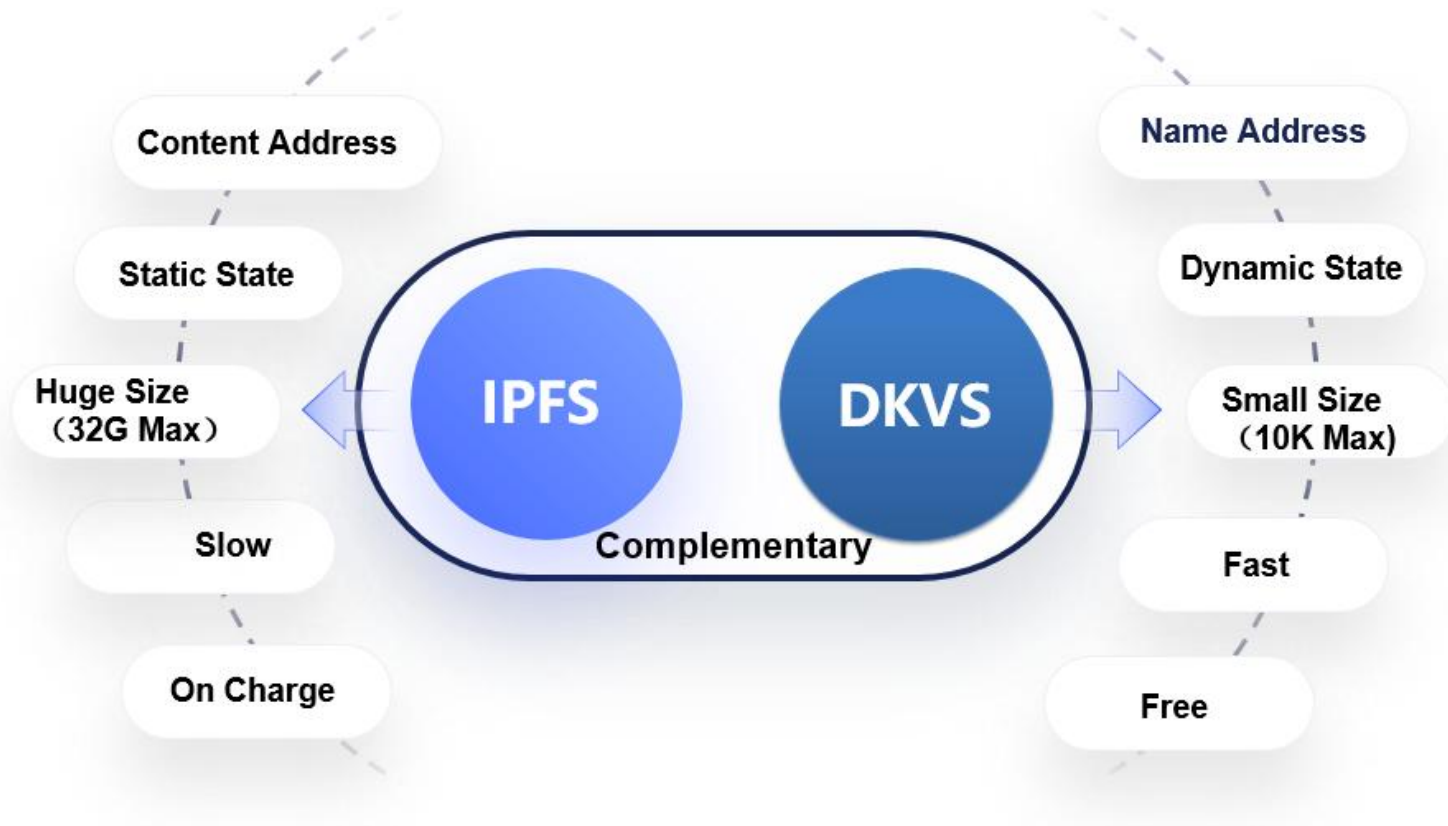 Content Address
Static State
Huge Size
（32G Max）
Slow
On Charge
IPFS
DKVS
Complementary
Name Address
Dynamic State
Small Size
（10K Max)
Fast
Free